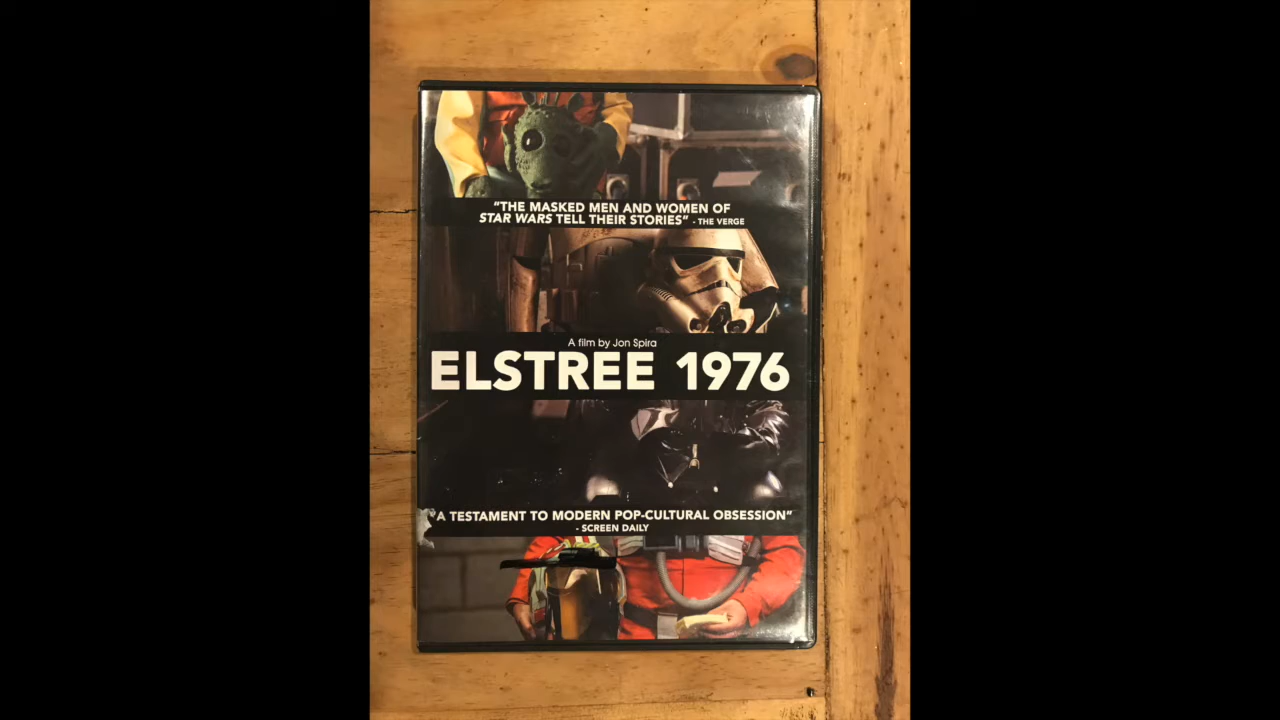 "THE MASKED MEN AND WOMEN OF
STAR WARS TELL THEIR STORIES" - THE VERGE
A film by Jon Spira
ELSTREE 1976
"A TESTAMENT TO MODERN POP-CULTURAL OBSESSION"
- SCREEN DAILY